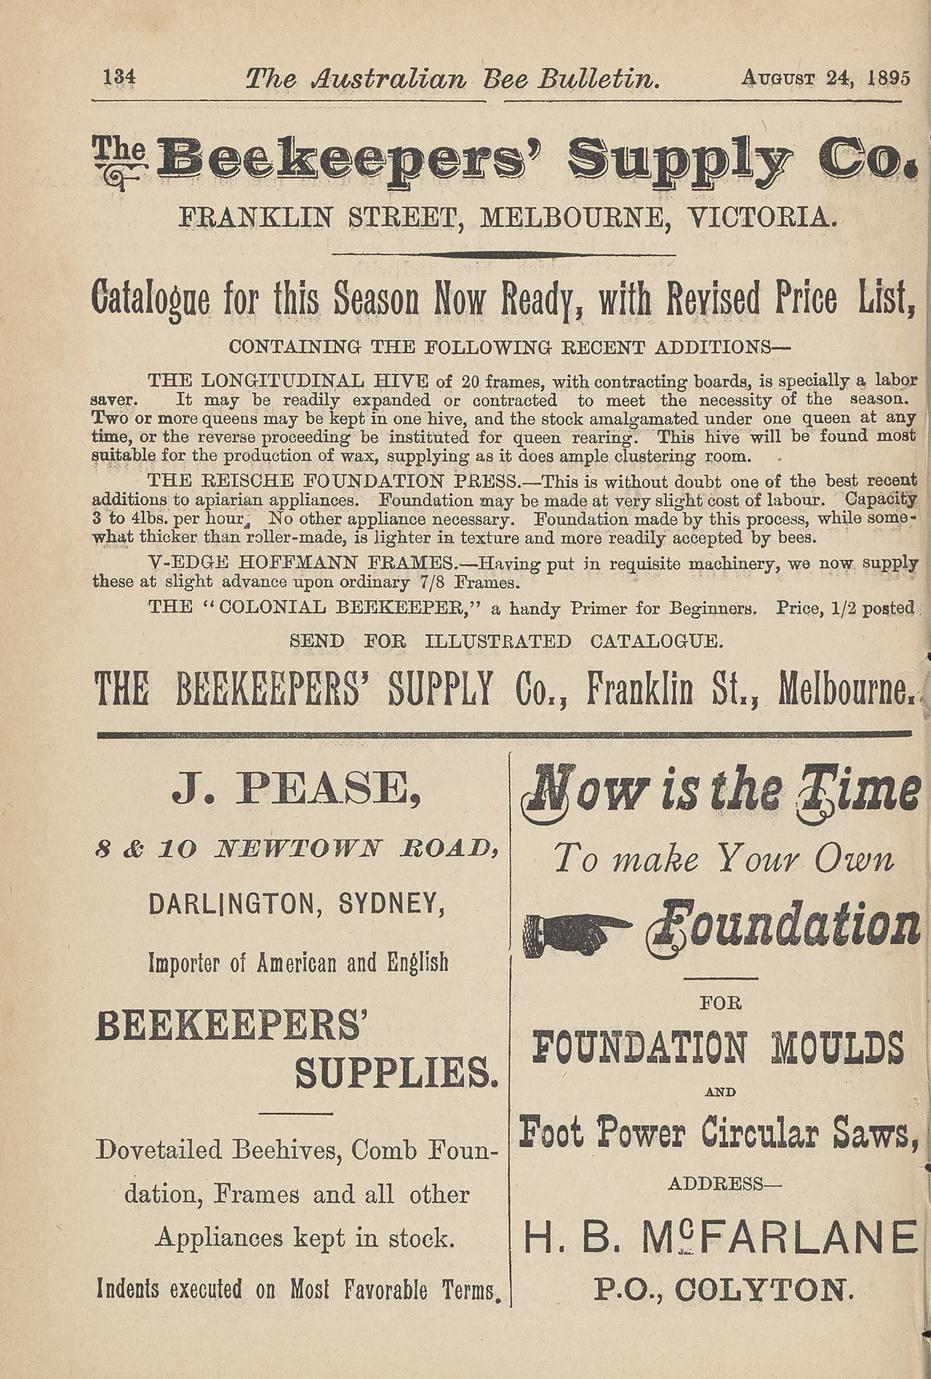 134 The Australian Bee Bulletin. August 24, 1895
The Beekeepers' Supply Co.
FRANKLIN STREET, MELBOURNE, VICTORIA.
Catalogue for this Season Now Ready, with Revised Price List,
CONTAINING THE FOLLOWING RECENT ADDITIONS—
THE LONGITUDINAL HIVE of 20 frames, with contracting boards, is specially a labor
saver. It may be readily expanded or contracted to meet the necessity of the season.
Two or more queens may be kept in one hive, and the stock amalgamated under one queen at any
time, or the reverse proceeding be instituted for queen rearing. This hive will be found most
suitable for the production of wax, supplying as it does ample clustering room.
THE REISCHE FOUNDATION PRESS.—This is without doubt one of the best recent
additions to apiarian appliances. Foundation may be made at very slight cost of labour. Capacity
3 to 4lbs. per hour. No other appliance necessary. Foundation made by this process, while some-
what thicker than roller-made, is lighter in texture and more readily accepted by bees.
V-EDGE HOFFMANN FRAMES.—Having put in requisite machinery, we now supply
these at slight advance upon ordinary 7/8 Frames.
THE "COLONIAL BEEKEEPER," a handy Primer for Beginners. Price, 1/2 posted
SEND FOR ILLUSTRATED CATALOGUE.
THE BEEKEEPERS' SUPPLY Co., Franklin St., Melbourne.
J. PEASE,
8 & 10 NEWTOWN ROAD,
DARLINGTON, SYDNEY,
Importer of American and English
BEEKEEPERS'
SUPPLIES.
Dovetailed Beehives, Comb Foun-
dation, Frames and all other
Appliances kept in stock.
Indents executed on Most Favorable Terms.
Now is the Time
To make Your Own
Foundation
FOR
FOUNDATION MOULDS
AND
Foot Power Circular Saws,
ADDRESS—
H. B. McFARLANE
P.O., COLYTON.